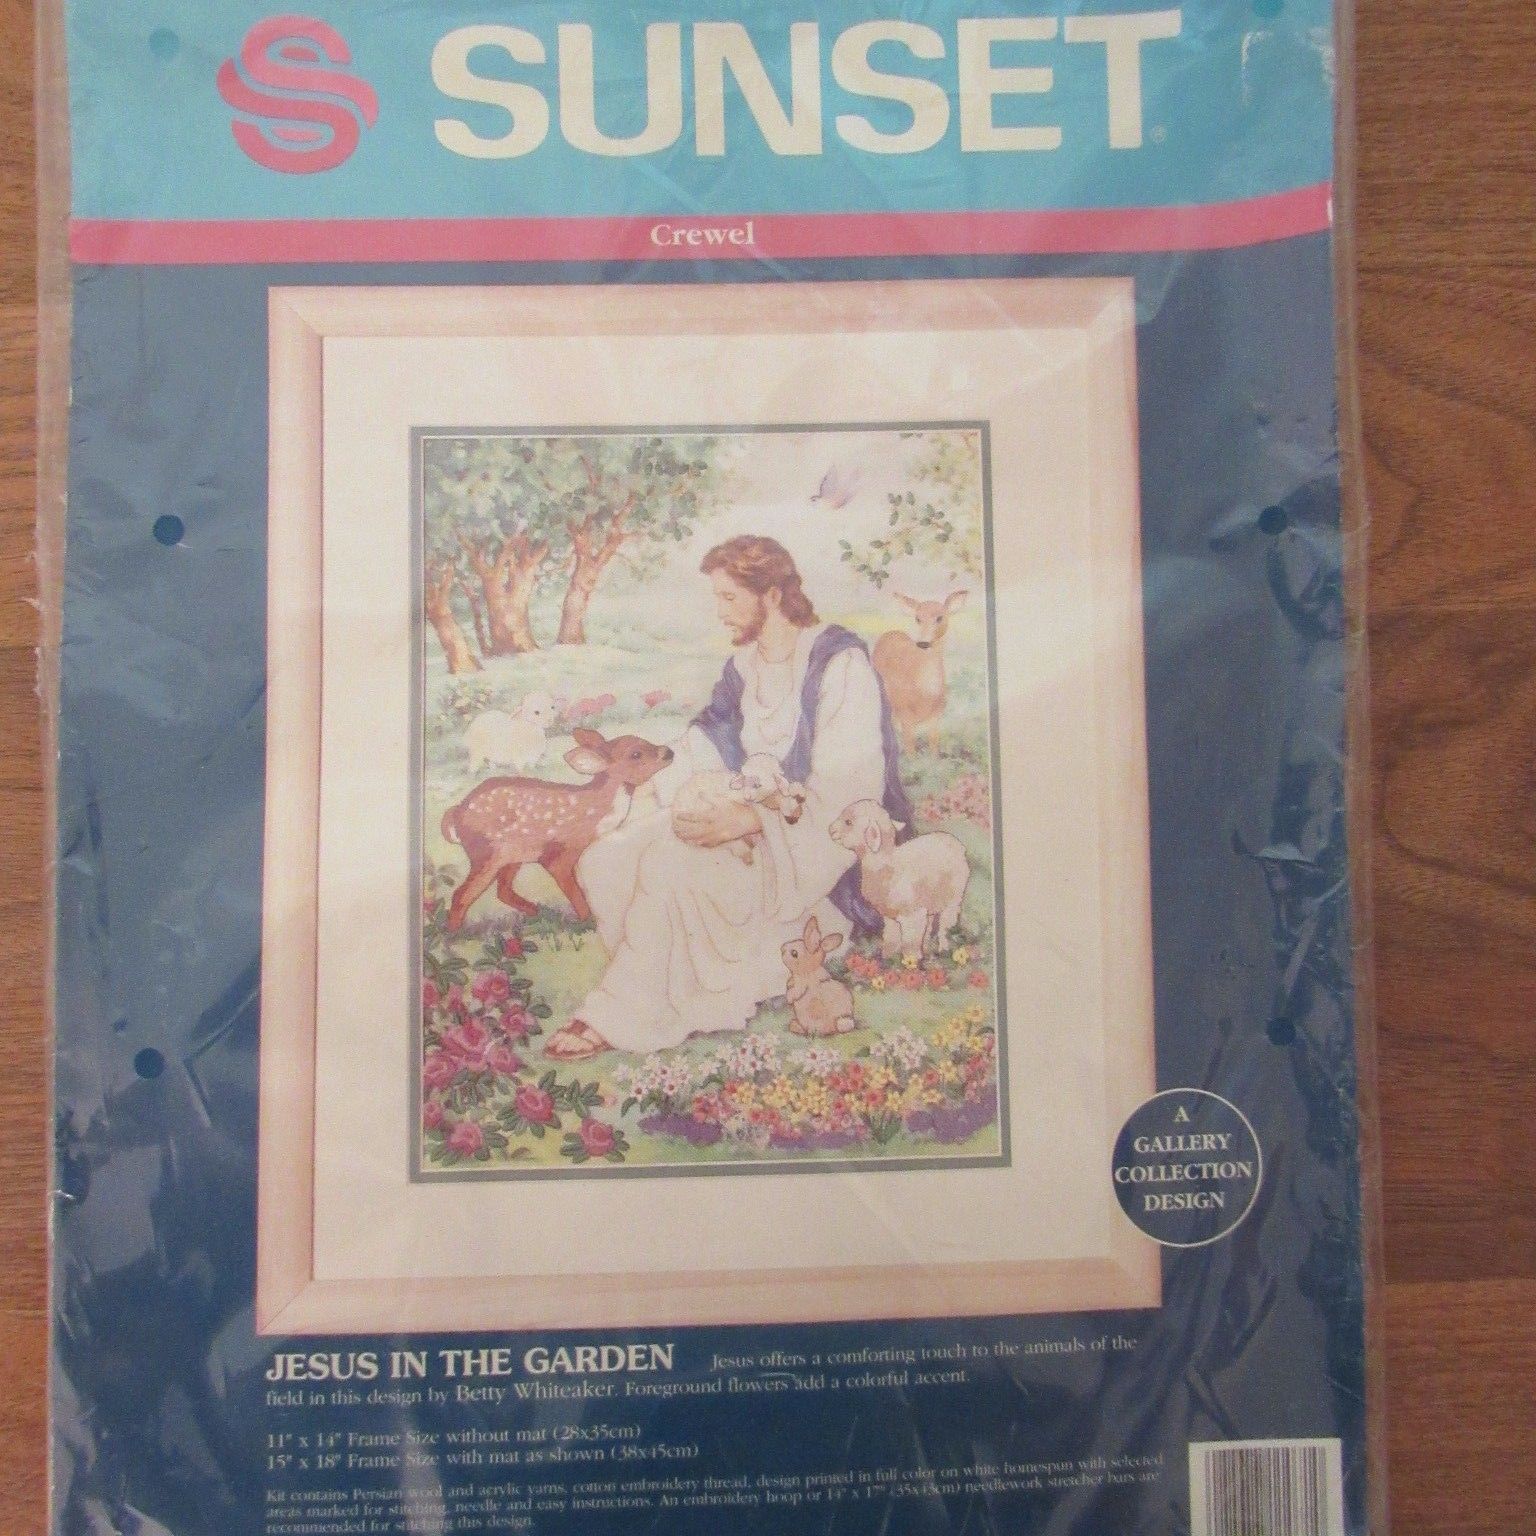 SUNSET®
Crewel
A
GALLERY
COLLECTION
DESIGN
JESUS IN THE GARDEN Jesus offers a comforting touch to the animals of the
field in this design by Betty Whiteaker. Foreground flowers add a colorful accent.
11" x 14" Frame Size without mat (28x35cm)
15" x 18" Frame Size with mat as shown (38x45cm)
Kit contains Persian wool and acrylic yarns, cotton embroidery thread, design printed in full color on white homespun with selected
areas marked for stitching, needle and easy instructions. An embroidery hoop or 14" x 17" (35x43cm) needlework stretcher bars are
recommended for stitching this design.